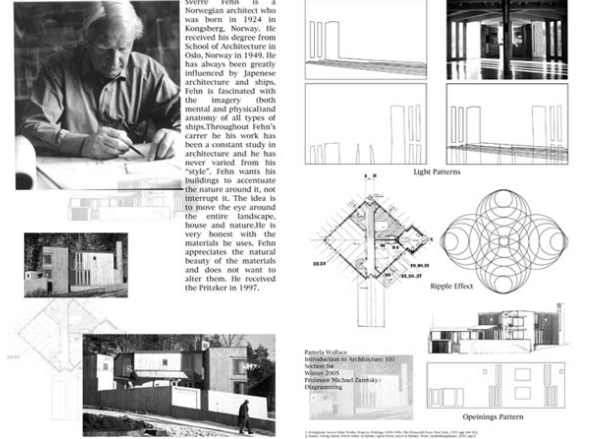 Sverre Fehn is a
Norwegian architect who
was born in 1924 in
Kongsberg, Norway. He
received his degree from
School of Architecture in
Oslo, Norway in 1949. He
has always been greatly
influenced by Japenese
architecture and ships.
Fehn is fascinated with
the imagery (both
mental and physical)and
anatomy of all types of
ships.Throughout Fehn's
carrer he his work has
been a constant study in
architecture and he has
never varied from his
"style". Fehn wants his
buildings to accentuate
the nature around it, not
interrupt it. The idea is
to move the eye around
the entire landscape,
house and nature.He is
very honest with the
materials he uses. Fehn
appreciates the natural
beauty of the materials
and does not want to
alter them. He received
the Pritzker in 1997.
Light Patterns
A B
Ripple Effect
Pamela Wallace
Introduction to Architecture 101
Section 04
Winter 2005
Professor Michael Zaretsky
Diagramming
Opeinings Pattern